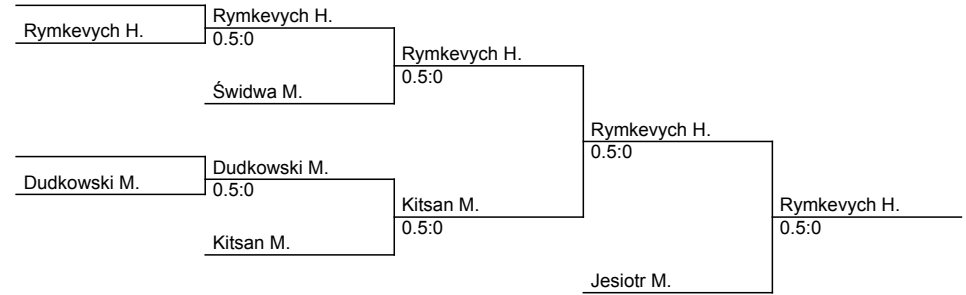 Rymkevych H.
Rymkevych H.
0.5:0
Rymkevych H.
0.5:0
Świdwa M.
Rymkevych H.
0.5:0
Dudkowski M.
Dudkowski M.
0.5:0
Kitsan M.
0.5:0
Rymkevych H.
0.5:0
Kitsan M.
Jesiotr M.